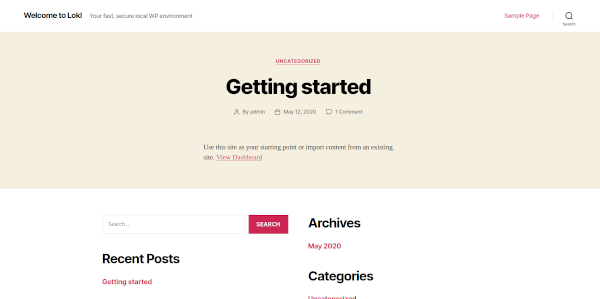 Welcome to Lokl
Your fast, secure local WP environment
Sample Page
Search
UNCATEGORIZED
Getting started
By admin
May 12, 2020
1 Comment
Use this site as your starting point or import content from an existing
site. View Dashboard
Search …
SEARCH
Recent Posts
Getting started
Archives
May 2020
Categories
Uncategorized